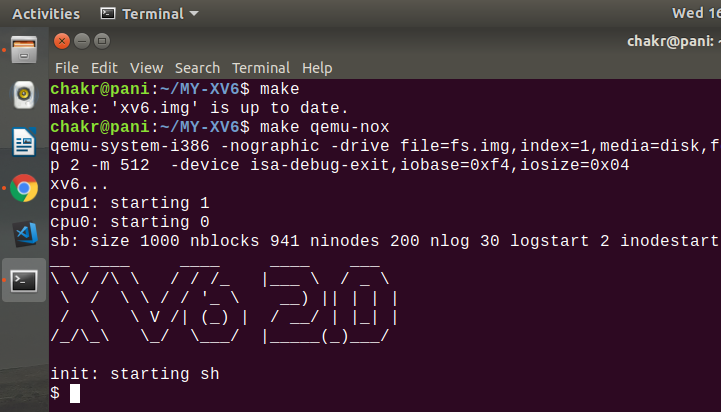 Activities Terminal Wed 16
chakr@pani: ~
File Edit View Search Terminal Help
chakr@pani:~/MY-XV6$ make
make: 'xv6.img' is up to date.
chakr@pani:~/MY-XV6$ make qemu-nox
qemu-system-i386 -nographic -drive file=fs.img,index=1,media=disk,f
p 2 -m 512  -device isa-debug-exit,iobase=0xf4,iosize=0x04
xv6...
cpu1: starting 1
cpu0: starting 0
sb: size 1000 nblocks 941 ninodes 200 nlog 30 logstart 2 inodestart
XV6 2.0
init: starting sh
$